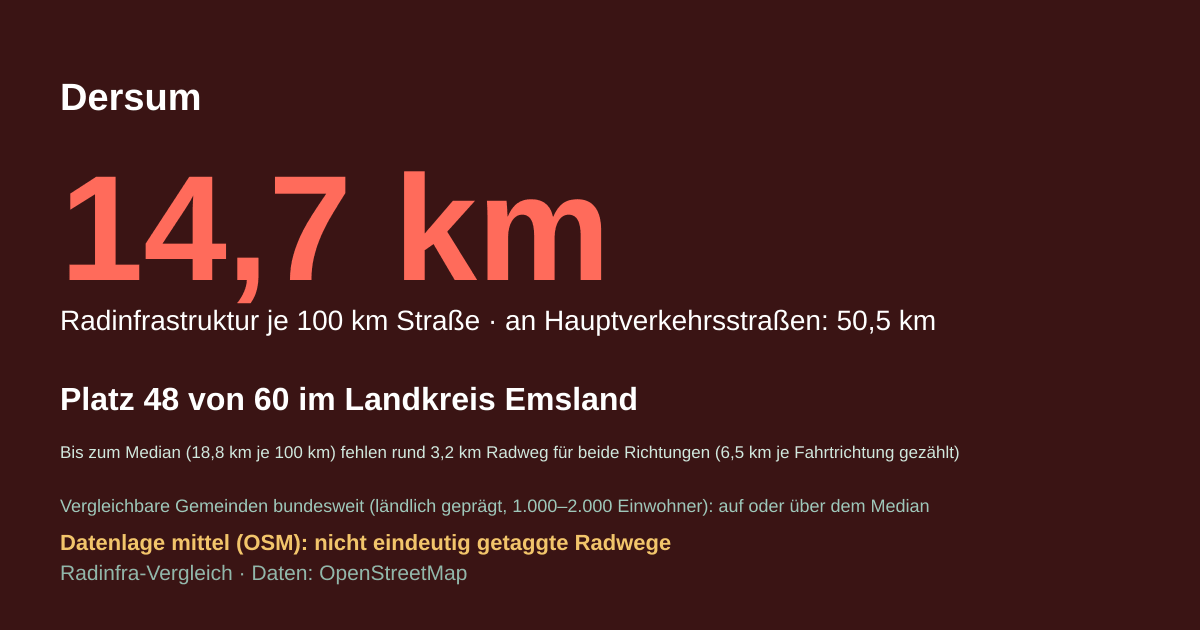 Dersum
14,7 km
Radinfrastruktur je 100 km Straße · an Hauptverkehrsstraßen: 50,5 km
Platz 48 von 60 im Landkreis Emsland
Bis zum Median (18,8 km je 100 km) fehlen rund 3,2 km Radweg für beide Richtungen (6,5 km je Fahrtrichtung gezählt)
Vergleichbare Gemeinden bundesweit (ländlich geprägt, 1.000–2.000 Einwohner): auf oder über dem Median
Datenlage mittel (OSM): nicht eindeutig getaggte Radwege
Radinfra-Vergleich · Daten: OpenStreetMap